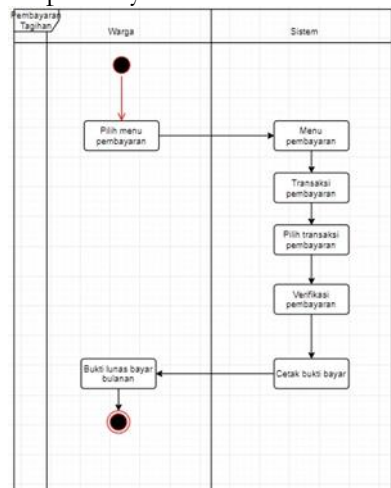 Pembayaran
Tagihan
Warga
Sistem
Pilih menu
pembayaran
Menu
pembayaran
Transaksi
pembayaran
Pilih transaksi
pembayaran
Verifikasi
pembayaran
Bukti lunas bayar
bulanan
Cetak bukti bayar